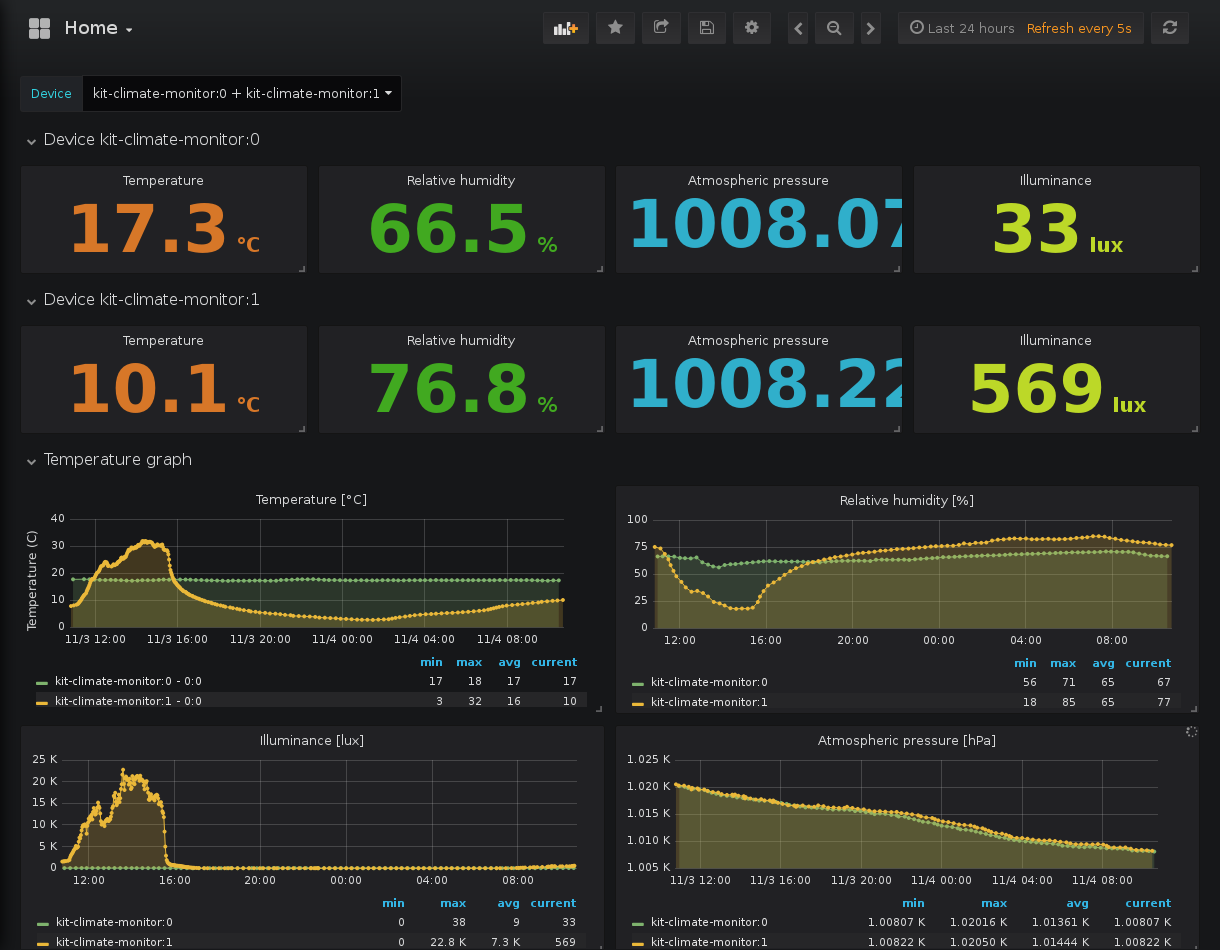 Home
Last 24 hours Refresh every 5s
Device kit-climate-monitor:0 + kit-climate-monitor:1
Device kit-climate-monitor:0
Temperature Relative humidity Atmospheric pressure Illuminance
17.3 °C 66.5 % 1008.07 33 lux
Device kit-climate-monitor:1
Temperature Relative humidity Atmospheric pressure Illuminance
10.1 °C 76.8 % 1008.22 569 lux
Temperature graph
Temperature [°C]
Temperature (C)
40
30
20
10
0
11/3 12:00 11/3 16:00 11/3 20:00 11/4 00:00 11/4 04:00 11/4 08:00
min max avg current
kit-climate-monitor:0 - 0:0 17 18 17 17
kit-climate-monitor:1 - 0:0 3 32 16 10
Relative humidity [%]
100
75
50
25
0
12:00 16:00 20:00 00:00 04:00 08:00
min max avg current
kit-climate-monitor:0 56 71 65 67
kit-climate-monitor:1 18 85 65 77
Illuminance [lux]
25 K
20 K
15 K
10 K
5 K
0
12:00 16:00 20:00 00:00 04:00 08:00
min max avg current
kit-climate-monitor:0 0 38 9 33
kit-climate-monitor:1 0 22.8 K 7.3 K 569
Atmospheric pressure [hPa]
1.025 K
1.020 K
1.015 K
1.010 K
1.005 K
11/3 12:00 11/3 16:00 11/3 20:00 11/4 00:00 11/4 04:00 11/4 08:00
min max avg current
kit-climate-monitor:0 1.00807 K 1.02016 K 1.01361 K 1.00807 K
kit-climate-monitor:1 1.00822 K 1.02050 K 1.01444 K 1.00822 K